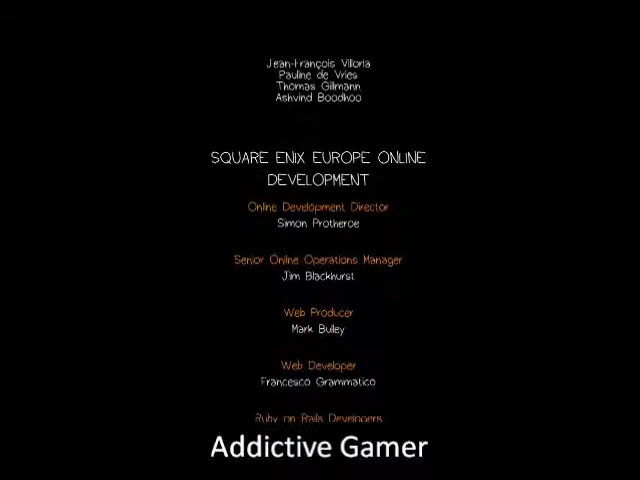 Jean-François Villoria
Pauline de Vries
Thomas Gillmann
Ashvind Boodhoo
SQUARE ENIX EUROPE ONLINE
DEVELOPMENT
Online Development Director
Simon Protheroe
Senior Online Operations Manager
Jim Blackhurst
Web Producer
Mark Bulley
Web Developer
Francesco Grammatico
Ruby on Rails Developers
Addictive Gamer